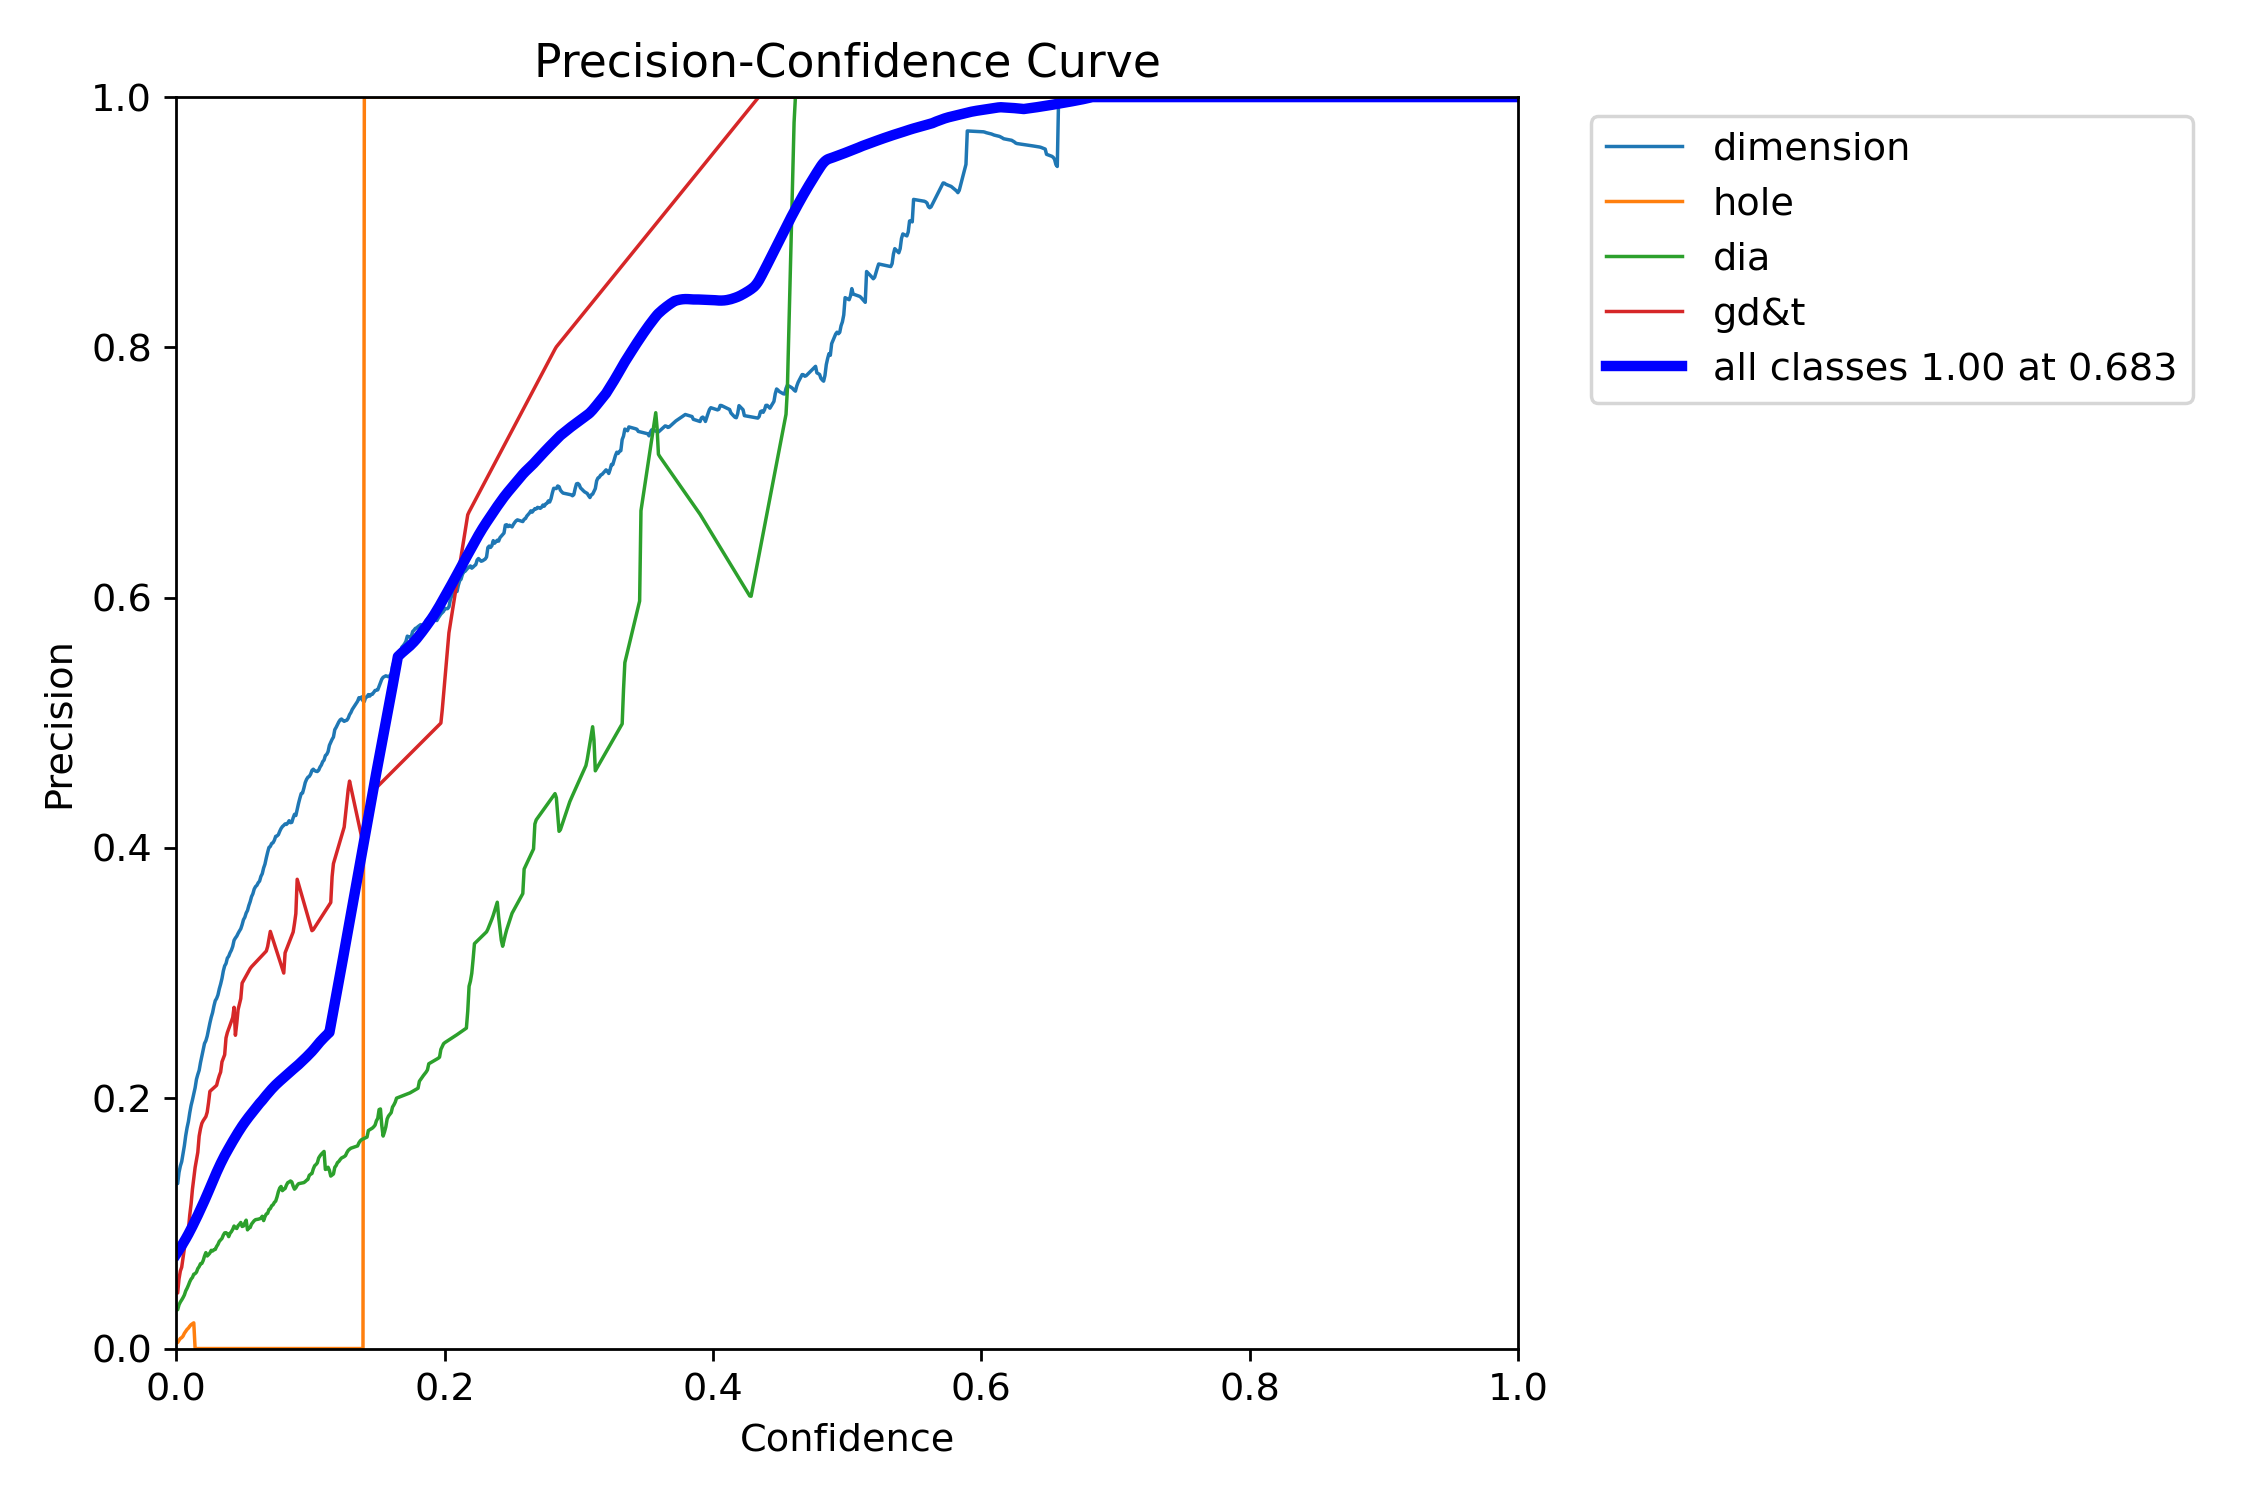 Precision-Confidence Curve
1.0
0.8
0.6
0.4
0.2
0.0
Precision
0.0 0.2 0.4 0.6 0.8 1.0
Confidence
dimension
hole
dia
gd&t
all classes 1.00 at 0.683